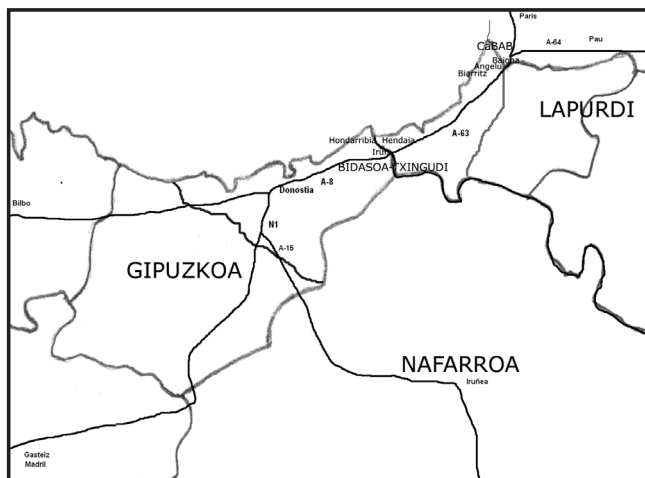 Paris
A-64
Pau
CaBAB
Baiona
Angelu
Biarritz
LAPURDI
A-63
Hondarribia
Hendaia
Irun
BIDASOA-TXINGUDI
A-8
Donostia
Bilbo
N1
A-15
GIPUZKOA
NAFARROA
Iruñea
Gasteiz
Madril